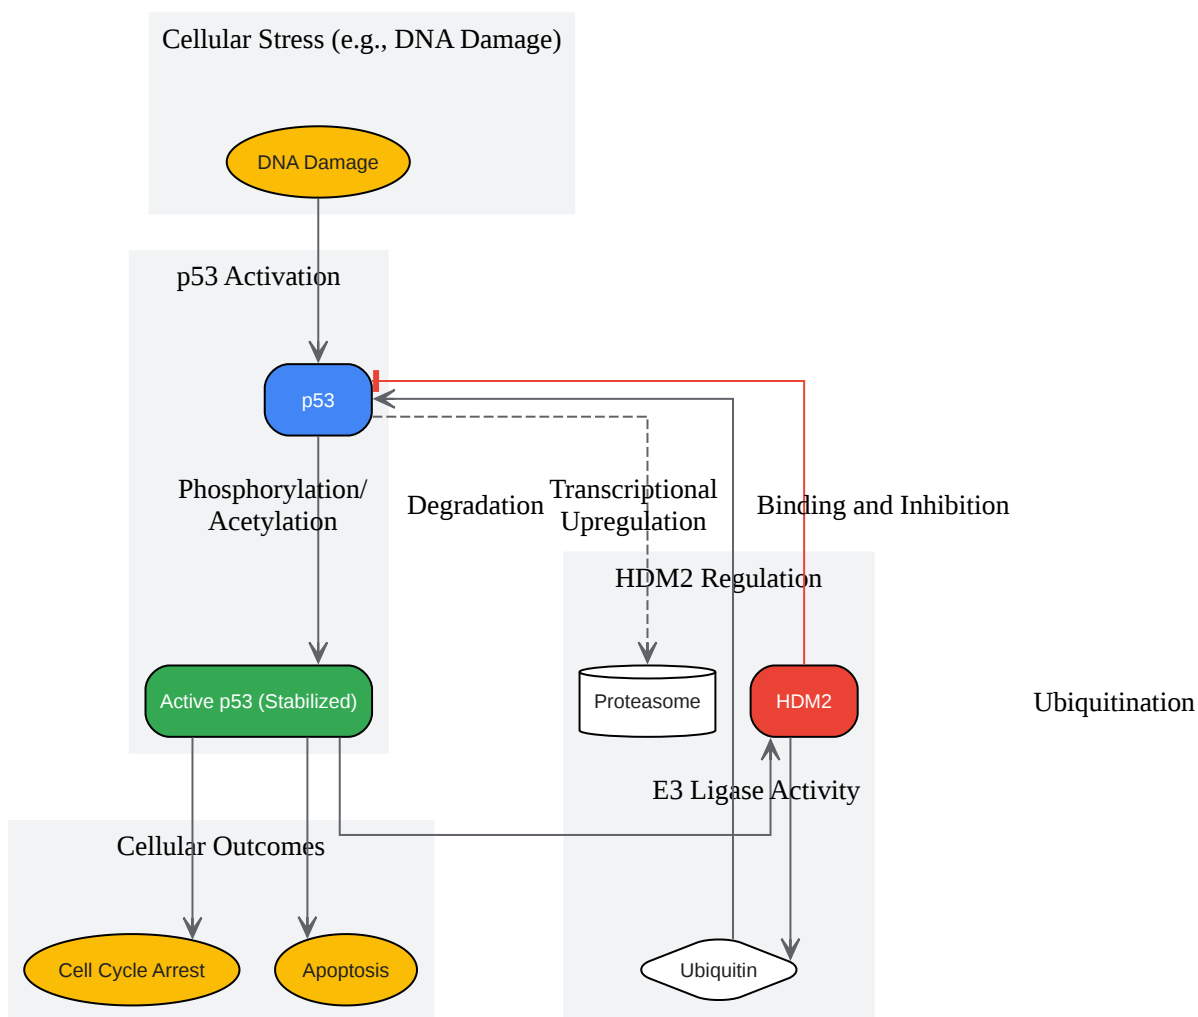 Cellular Stress (e.g., DNA Damage)
DNA Damage
p53 Activation
p53
Phosphorylation/
Acetylation
Degradation
Transcriptional
Upregulation
Binding and Inhibition
HDM2 Regulation
Active p53 (Stabilized)
Proteasome
HDM2
Ubiquitination
E3 Ligase Activity
Cellular Outcomes
Cell Cycle Arrest
Apoptosis
Ubiquitin